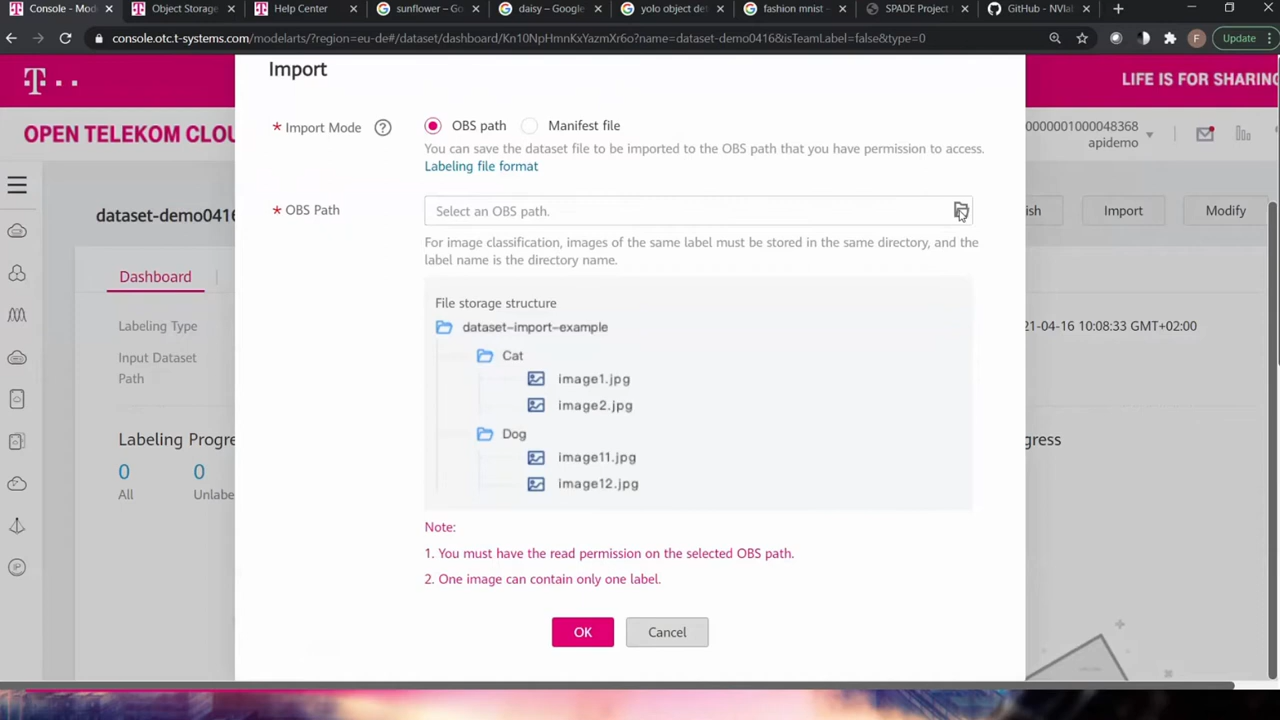 Console - Mode
Object Storage
Help Center
sunflower – Go
daisy – Google
yolo object det
fashion mnist -
SPADE Project
GitHub - NVlab
console.otc.t-systems.com/modelarts/?region=eu-de#/dataset/dashboard/Kn10NpHmnKxYazmXr6o?name=dataset-demo0416&isTeamLabel=false&type=0
F
Update
T
LIFE IS FOR SHARING
OPEN TELEKOM CLOU
0000001000048368
apidemo
dataset-demo0416
ish
Import
Modify
Dashboard
Labeling Type
21-04-16 10:08:33 GMT+02:00
Input Dataset
Path
Labeling Progre
gress
0
0
All
Unlabe
Import
* Import Mode
?
OBS path
Manifest file
You can save the dataset file to be imported to the OBS path that you have permission to access.
Labeling file format
* OBS Path
Select an OBS path.
For image classification, images of the same label must be stored in the same directory, and the
label name is the directory name.
File storage structure
dataset-import-example
Cat
image1.jpg
image2.jpg
Dog
image11.jpg
image12.jpg
Note:
1. You must have the read permission on the selected OBS path.
2. One image can contain only one label.
OK
Cancel